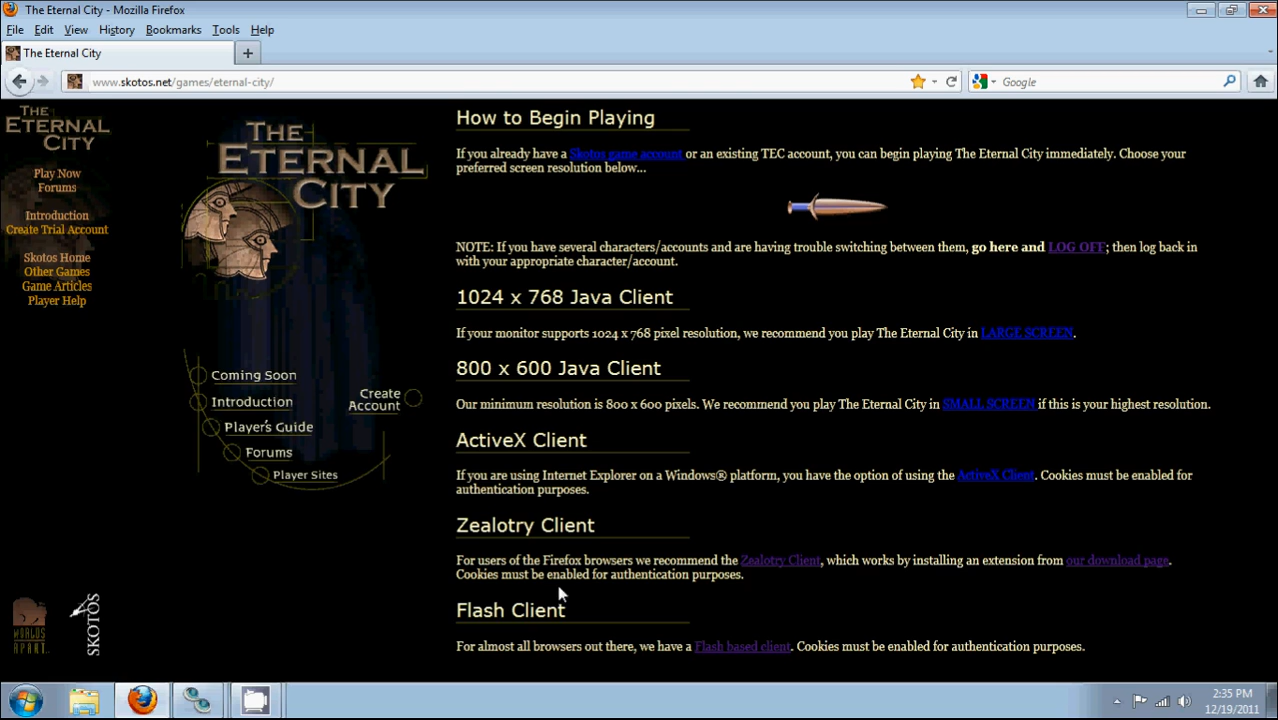 The Eternal City - Mozilla Firefox
File Edit View History Bookmarks Tools Help
The Eternal City
www.skotos.net/games/eternal-city/
Google
THE
ETERNAL
CITY
Play Now
Forums
Introduction
Create Trial Account
Skotos Home
Other Games
Game Articles
Player Help
WORLDS
APART
SKOTOS
THE
ETERNAL
CITY
Coming Soon
Introduction
Create
Account
Player's Guide
Forums
Player Sites
How to Begin Playing
If you already have a Skotos game account or an existing TEC account, you can begin playing The Eternal City immediately. Choose your
preferred screen resolution below...
NOTE: If you have several characters/accounts and are having trouble switching between them, go here and LOG OFF; then log back in
with your appropriate character/account.
1024 x 768 Java Client
If your monitor supports 1024 x 768 pixel resolution, we recommend you play The Eternal City in LARGE SCREEN.
800 x 600 Java Client
Our minimum resolution is 800 x 600 pixels. We recommend you play The Eternal City in SMALL SCREEN if this is your highest resolution.
ActiveX Client
If you are using Internet Explorer on a Windows® platform, you have the option of using the ActiveX Client. Cookies must be enabled for
authentication purposes.
Zealotry Client
For users of the Firefox browsers we recommend the Zealotry Client, which works by installing an extension from our download page.
Cookies must be enabled for authentication purposes.
Flash Client
For almost all browsers out there, we have a Flash based client. Cookies must be enabled for authentication purposes.
2:35 PM
12/19/2011